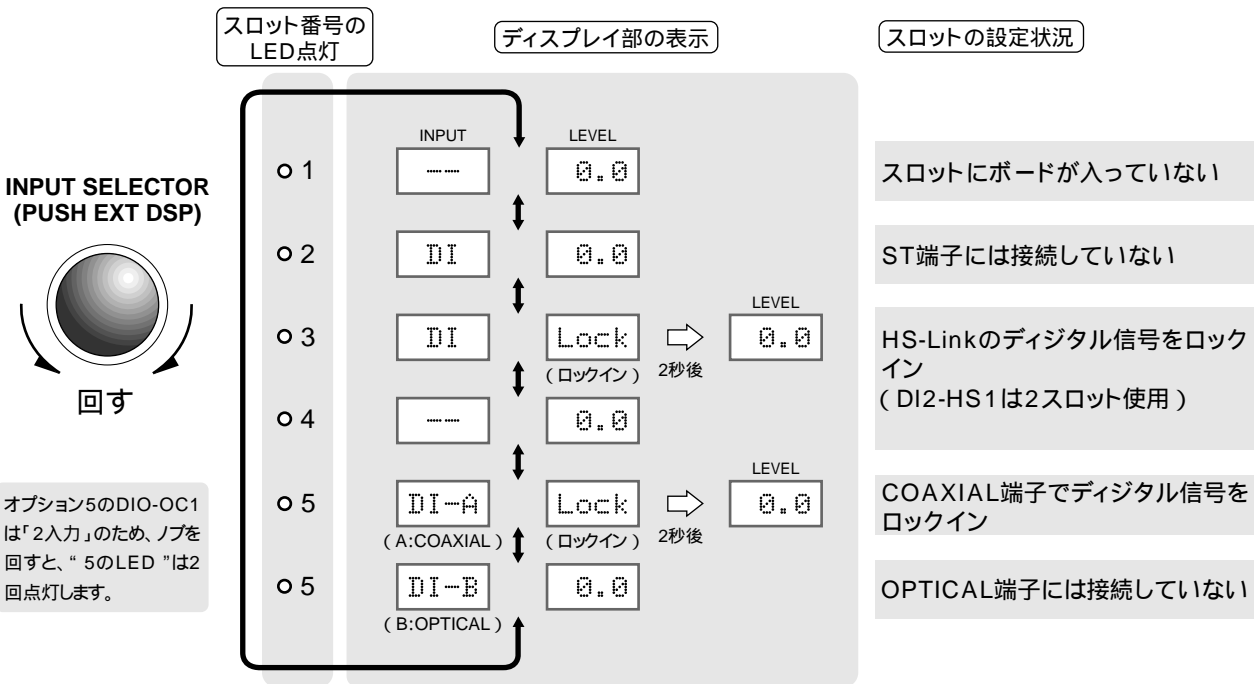 スロット番号の
LED点灯
ディスプレイ部の表示
スロットの設定状況
INPUT SELECTOR
(PUSH EXT DSP)
回す
オプション5のDIO-OC1
は「2入力」のため、ノブを
回すと、“5のLED”は2
回点灯します。
INPUT
LEVEL
1
----
0.0
スロットにボードが入っていない
2
DI
0.0
ST端子には接続していない
3
DI
Lock
(ロックイン)
2秒後
LEVEL
0.0
HS-Linkのディジタル信号をロック
イン
(DI2-HS1は2スロット使用)
4
----
0.0
5
DI-A
(A:COAXIAL)
Lock
(ロックイン)
2秒後
LEVEL
0.0
COAXIAL端子でディジタル信号を
ロックイン
5
DI-B
(B:OPTICAL)
0.0
OPTICAL端子には接続していない